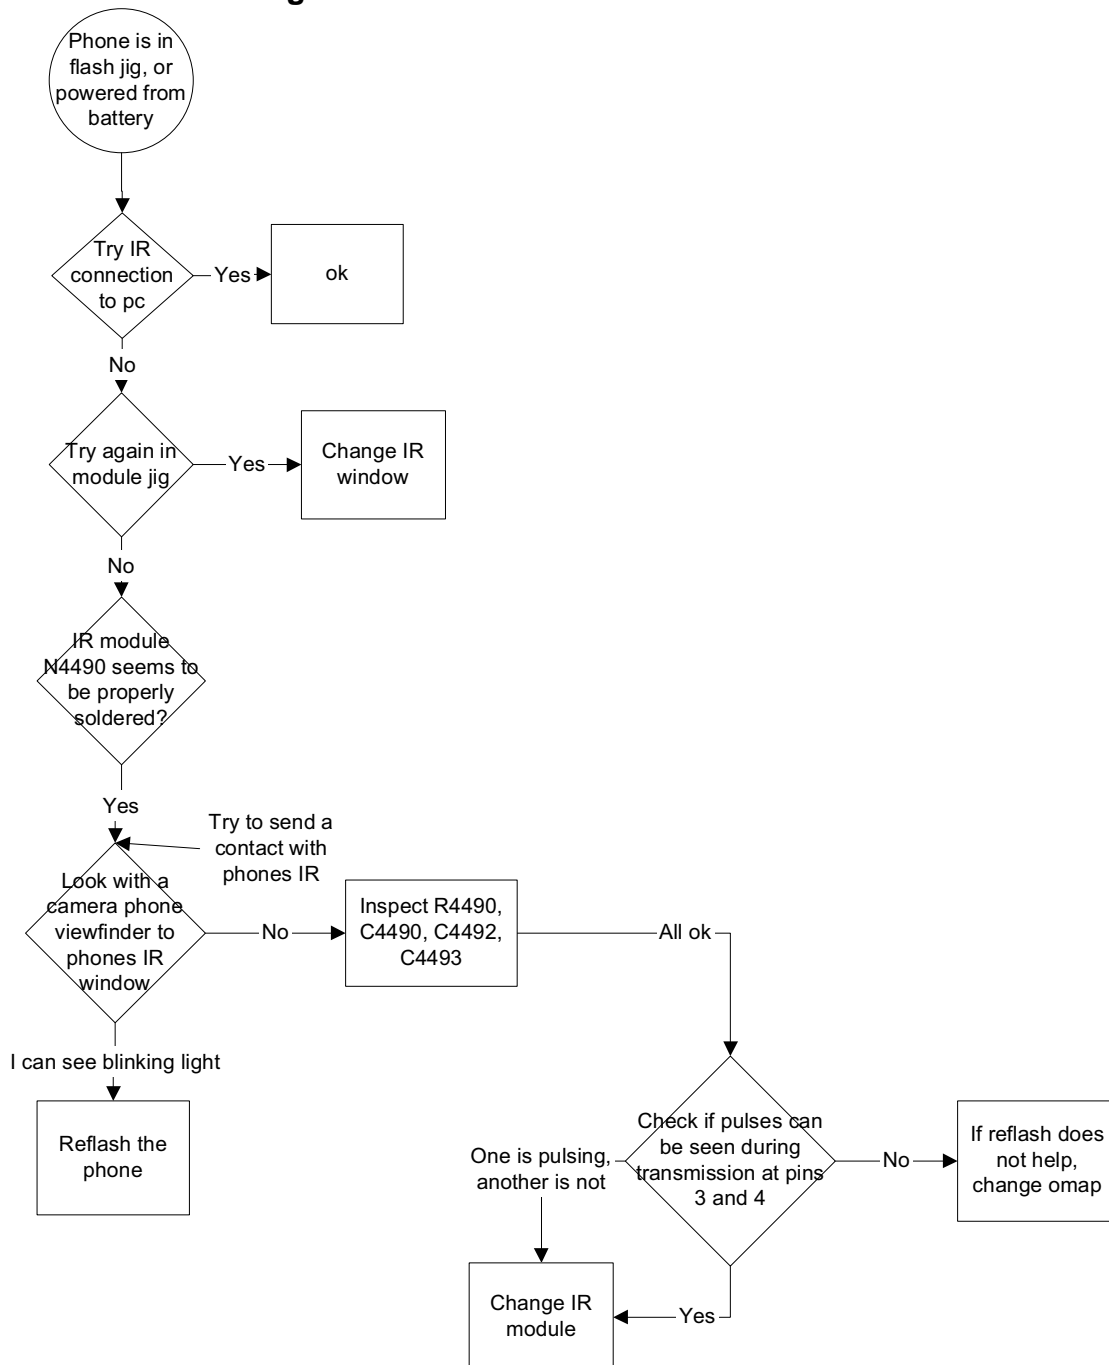 Phone is in
flash jig, or
powered from
battery
Try IR
connection
to pc
Yes
ok
No
Try again in
module jig
Yes
Change IR
window
No
IR module
N4490 seems to
be properly
soldered?
Yes
Try to send a
contact with
phones IR
Look with a
camera phone
viewfinder to
phones IR
window
No
Inspect R4490,
C4490, C4492,
C4493
All ok
I can see blinking light
Reflash the
phone
Check if pulses can
be seen during
transmission at pins
3 and 4
One is pulsing,
another is not
No
If reflash does
not help,
change omap
Change IR
module
Yes